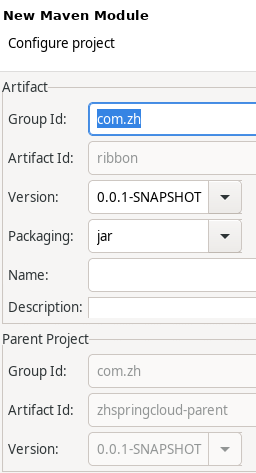 New Maven Module
Configure project
Artifact
Group Id: com.zh
Artifact Id: ribbon
Version: 0.0.1-SNAPSHOT
Packaging: jar
Name:
Description:
Parent Project
Group Id: com.zh
Artifact Id: zhspringcloud-parent
Version: 0.0.1-SNAPSHOT